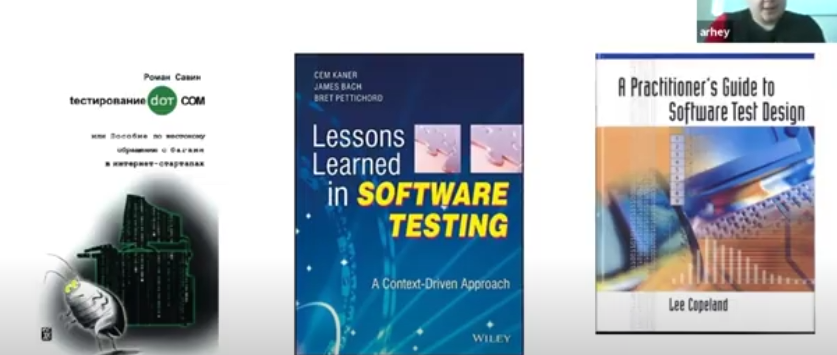 arhey
Роман Савин
тестирование dot COM
или Пособие по жестокому
обращению с багами
в интернет-стартапах
CEM KANER
JAMES BACH
BRET PETTICHORD
Lessons
Learned
in SOFTWARE
TESTING
A Context-Driven Approach
WILEY
A Practitioner's Guide to
Software Test Design
Lee Copeland